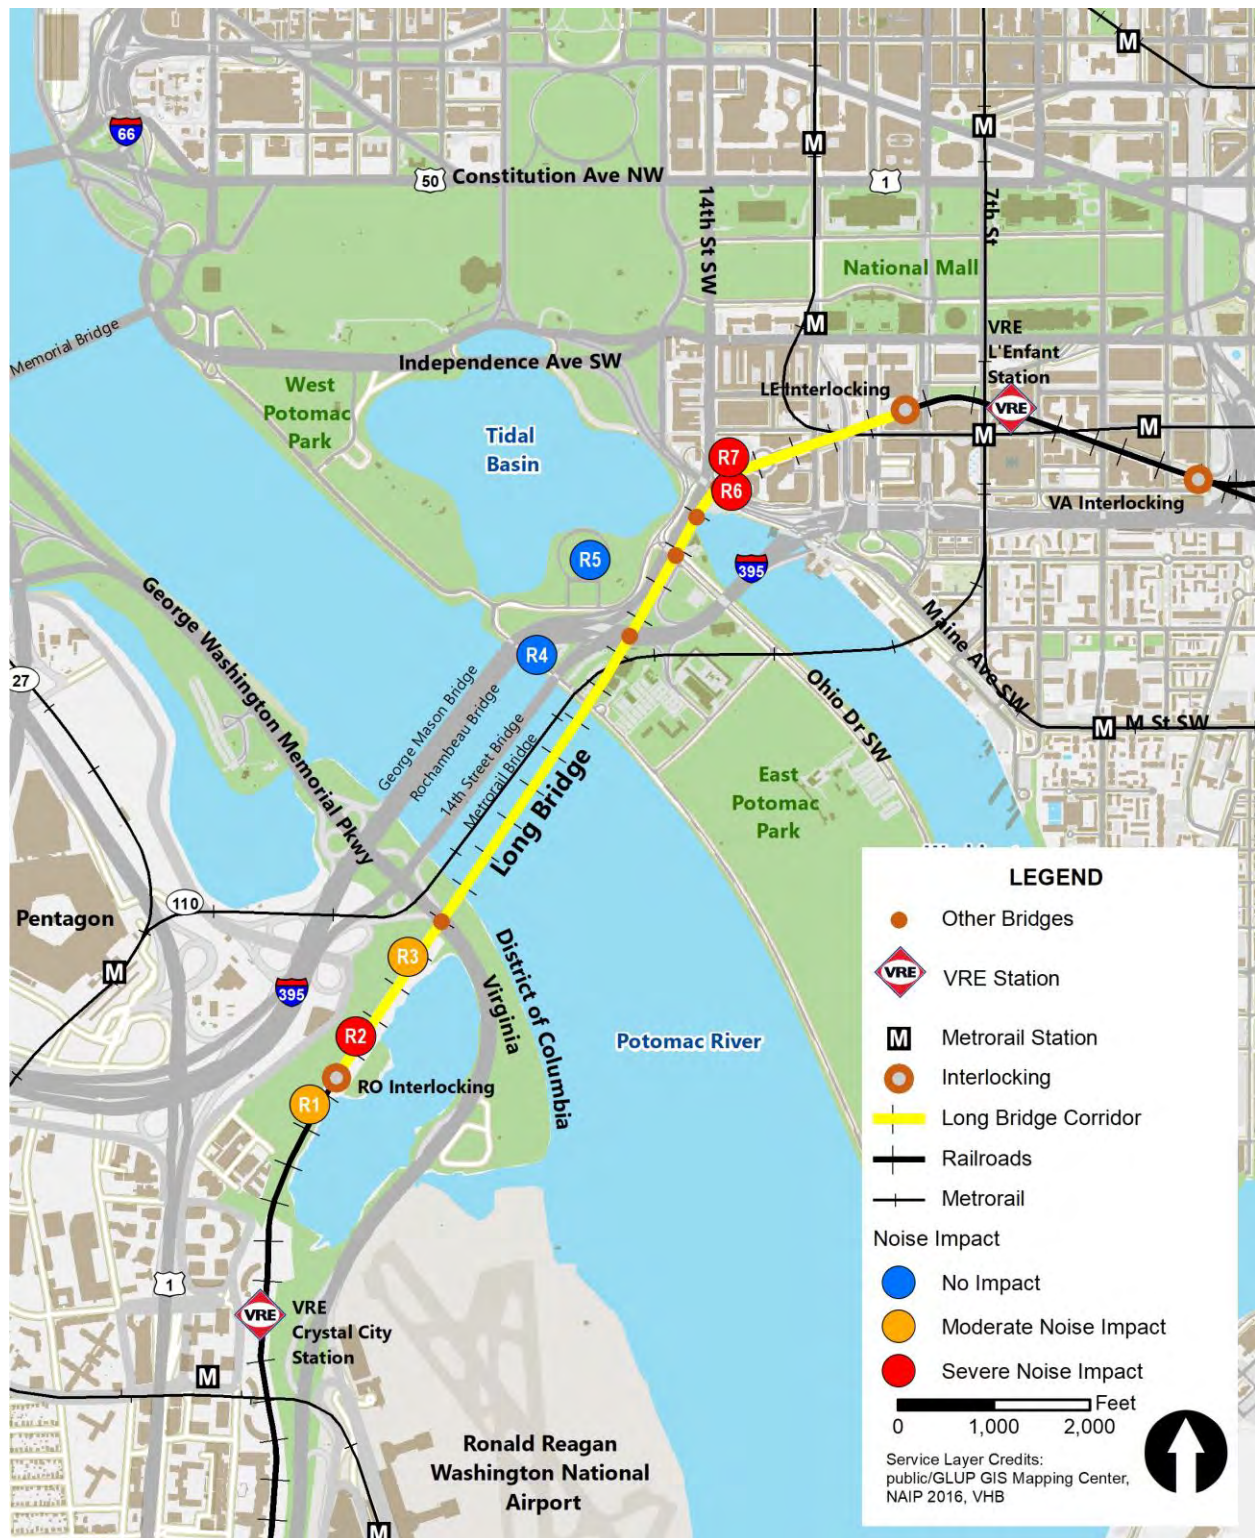 66
50
Constitution Ave NW
1
14th St SW
7th St
M
M
M
National Mall
Memorial Bridge
M
Independence Ave SW
VRE
L'Enfant
Station
West
Potomac
Park
LE Interlocking
VRE
Tidal
Basin
M
M
R7
R6
VA Interlocking
R5
395
George Washington Memorial Pkwy
Maine Ave SW
R4
27
George Mason Bridge
Rochambeau Bridge
14th Street Bridge
Metrorail Bridge
Long Bridge
Ohio Dr SW
M
M St SW
East
Potomac
Park
110
Pentagon
M
R3
District of Columbia
Virginia
395
R2
Potomac River
RO Interlocking
R1
1
VRE
VRE
Crystal City
Station
M
Ronald Reagan
Washington National
Airport
M
LEGEND
Other Bridges
VRE
VRE Station
M
Metrorail Station
Interlocking
Long Bridge Corridor
Railroads
Metrorail
Noise Impact
No Impact
Moderate Noise Impact
Severe Noise Impact
Feet
0 1,000 2,000
Service Layer Credits:
public/GLUP GIS Mapping Center,
NAIP 2016, VHB